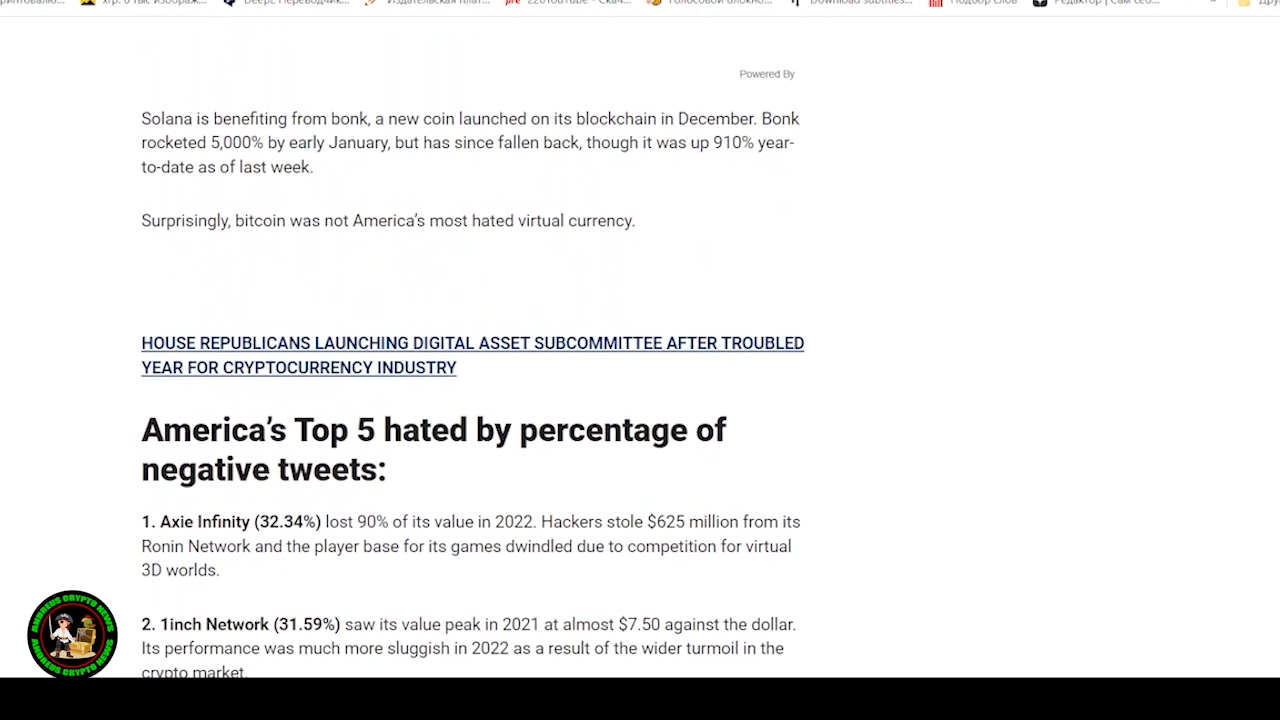 Powered By
Solana is benefiting from bonk, a new coin launched on its blockchain in December. Bonk
rocketed 5,000% by early January, but has since fallen back, though it was up 910% year-
to-date as of last week.
Surprisingly, bitcoin was not America's most hated virtual currency.
HOUSE REPUBLICANS LAUNCHING DIGITAL ASSET SUBCOMMITTEE AFTER TROUBLED
YEAR FOR CRYPTOCURRENCY INDUSTRY
America's Top 5 hated by percentage of
negative tweets:
1. Axie Infinity (32.34%) lost 90% of its value in 2022. Hackers stole $625 million from its
Ronin Network and the player base for its games dwindled due to competition for virtual
3D worlds.
2. 1inch Network (31.59%) saw its value peak in 2021 at almost $7.50 against the dollar.
Its performance was much more sluggish in 2022 as a result of the wider turmoil in the
crypto market.
ANDREUS CRYPTO NEWS
ANDREUS CRYPTO NEWS